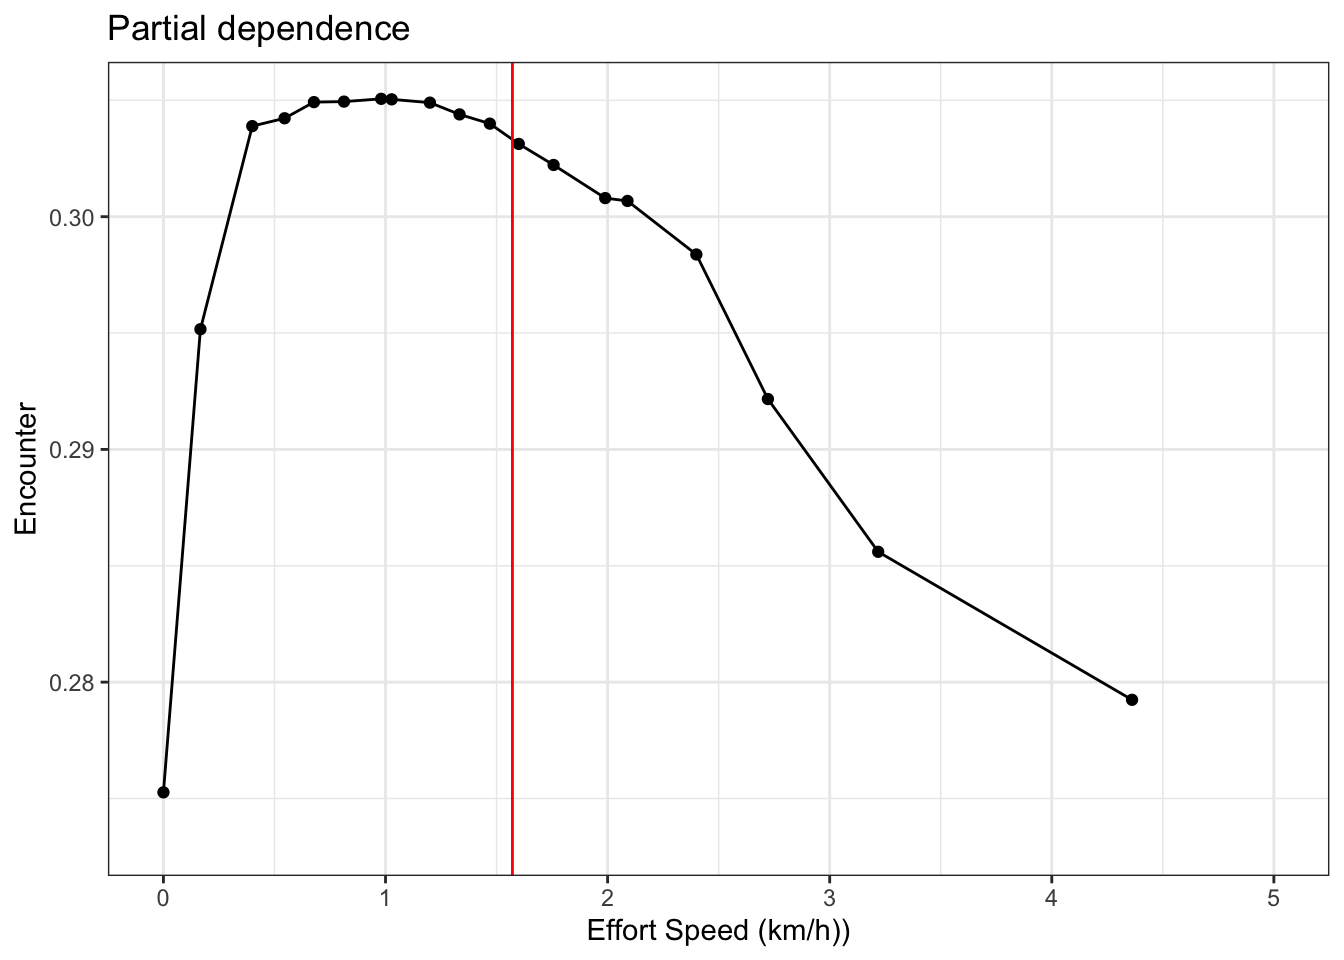 Partial dependence
Encounter
0.30
0.29
0.28
0 1 2 3 4 5
Effort Speed (km/h))